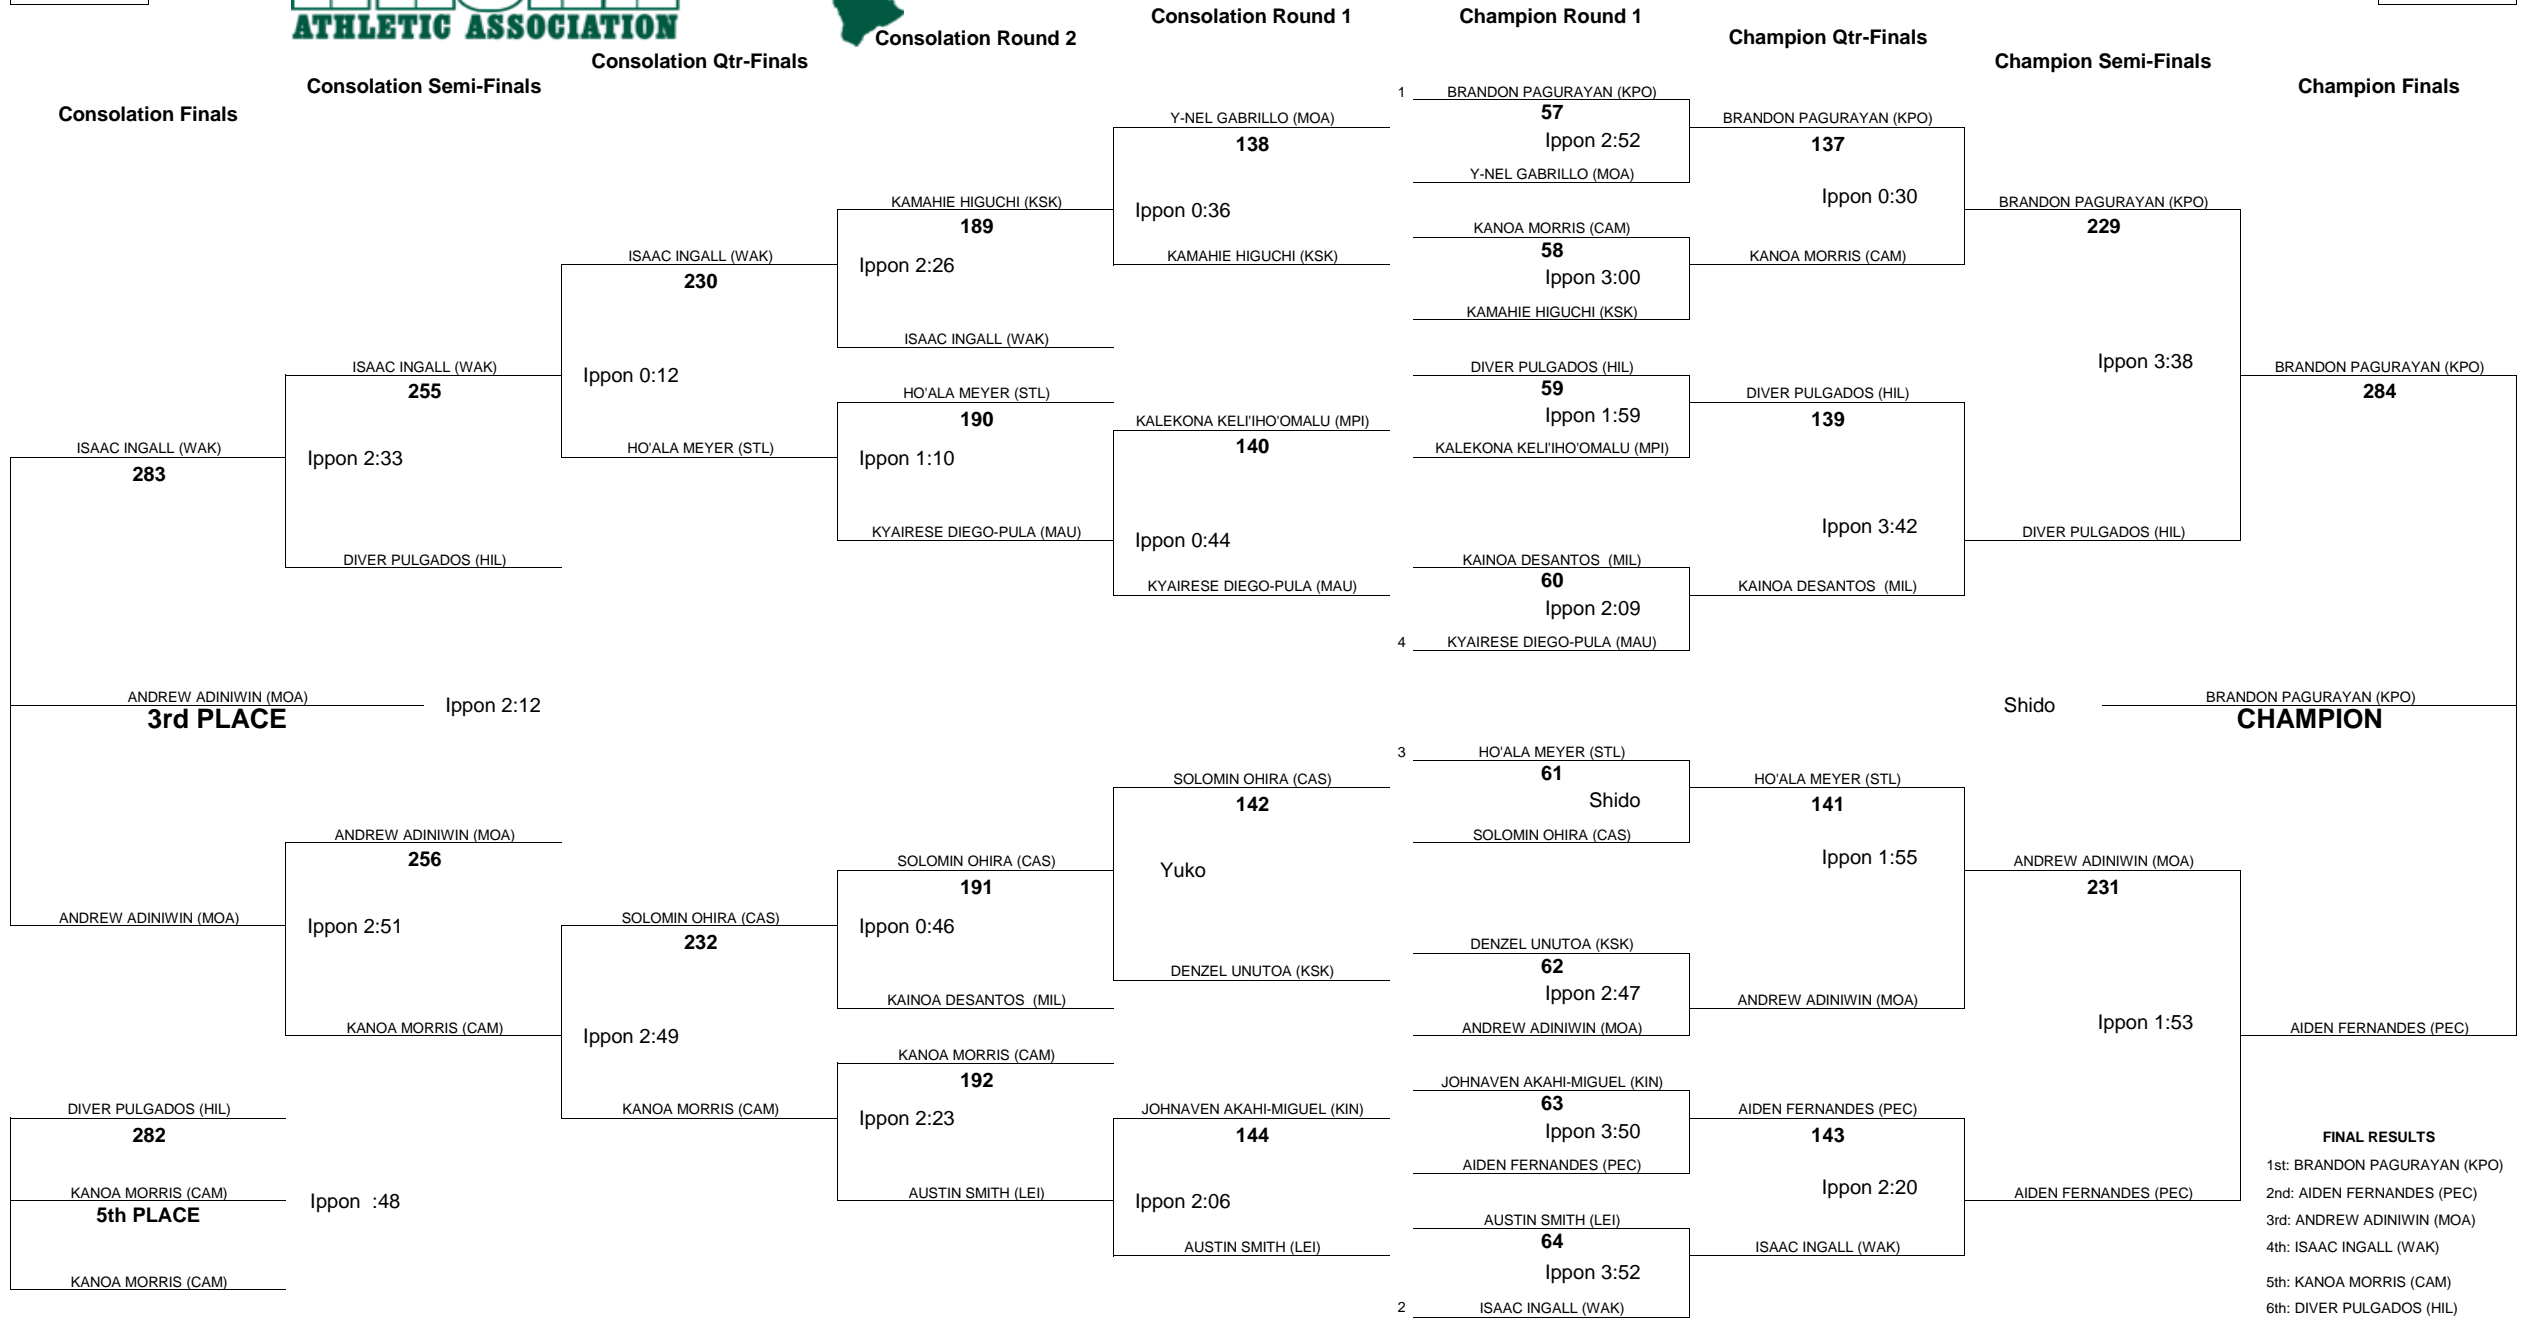 ATHLETIC ASSOCIATION
Consolation Finals
Consolation Semi-Finals
Consolation Qtr-Finals
Consolation Round 2
Consolation Round 1
Champion Round 1
Champion Qtr-Finals
Champion Semi-Finals
Champion Finals
ISAAC INGALL (WAK)
283
ANDREW ADINIWIN (MOA)
3rd PLACE
Ippon 2:12
ANDREW ADINIWIN (MOA)
DIVER PULGADOS (HIL)
282
KANOA MORRIS (CAM)
5th PLACE
Ippon :48
KANOA MORRIS (CAM)
ISAAC INGALL (WAK)
255
Ippon 2:33
DIVER PULGADOS (HIL)
ANDREW ADINIWIN (MOA)
256
Ippon 2:51
KANOA MORRIS (CAM)
ISAAC INGALL (WAK)
230
Ippon 0:12
HO'ALA MEYER (STL)
SOLOMIN OHIRA (CAS)
232
Ippon 2:49
KANOA MORRIS (CAM)
KAMAHIE HIGUCHI (KSK)
189
Ippon 2:26
ISAAC INGALL (WAK)
HO'ALA MEYER (STL)
190
Ippon 1:10
KYAIRESE DIEGO-PULA (MAU)
SOLOMIN OHIRA (CAS)
191
Ippon 0:46
KAINOA DESANTOS (MIL)
KANOA MORRIS (CAM)
192
Ippon 2:23
AUSTIN SMITH (LEI)
Y-NEL GABRILLO (MOA)
138
Ippon 0:36
KAMAHIE HIGUCHI (KSK)
KALEKONA KELI'IHO'OMALU (MPI)
140
Ippon 0:44
KYAIRESE DIEGO-PULA (MAU)
SOLOMIN OHIRA (CAS)
142
Yuko
DENZEL UNUTOA (KSK)
JOHNAVEN AKAHI-MIGUEL (KIN)
144
Ippon 2:06
AUSTIN SMITH (LEI)
1 BRANDON PAGURAYAN (KPO)
57
Ippon 2:52
Y-NEL GABRILLO (MOA)
KANOA MORRIS (CAM)
58
Ippon 3:00
KAMAHIE HIGUCHI (KSK)
DIVER PULGADOS (HIL)
59
Ippon 1:59
KALEKONA KELI'IHO'OMALU (MPI)
KAINOA DESANTOS (MIL)
60
Ippon 2:09
4 KYAIRESE DIEGO-PULA (MAU)
3 HO'ALA MEYER (STL)
61
Shido
SOLOMIN OHIRA (CAS)
DENZEL UNUTOA (KSK)
62
Ippon 2:47
ANDREW ADINIWIN (MOA)
JOHNAVEN AKAHI-MIGUEL (KIN)
63
Ippon 3:50
AIDEN FERNANDES (PEC)
AUSTIN SMITH (LEI)
64
Ippon 3:52
2 ISAAC INGALL (WAK)
BRANDON PAGURAYAN (KPO)
137
Ippon 0:30
KANOA MORRIS (CAM)
DIVER PULGADOS (HIL)
139
Ippon 3:42
KAINOA DESANTOS (MIL)
HO'ALA MEYER (STL)
141
Ippon 1:55
ANDREW ADINIWIN (MOA)
AIDEN FERNANDES (PEC)
143
Ippon 2:20
ISAAC INGALL (WAK)
BRANDON PAGURAYAN (KPO)
229
Ippon 3:38
DIVER PULGADOS (HIL)
ANDREW ADINIWIN (MOA)
231
Ippon 1:53
AIDEN FERNANDES (PEC)
BRANDON PAGURAYAN (KPO)
284
Shido
BRANDON PAGURAYAN (KPO)
CHAMPION
AIDEN FERNANDES (PEC)
FINAL RESULTS
1st: BRANDON PAGURAYAN (KPO)
2nd: AIDEN FERNANDES (PEC)
3rd: ANDREW ADINIWIN (MOA)
4th: ISAAC INGALL (WAK)
5th: KANOA MORRIS (CAM)
6th: DIVER PULGADOS (HIL)